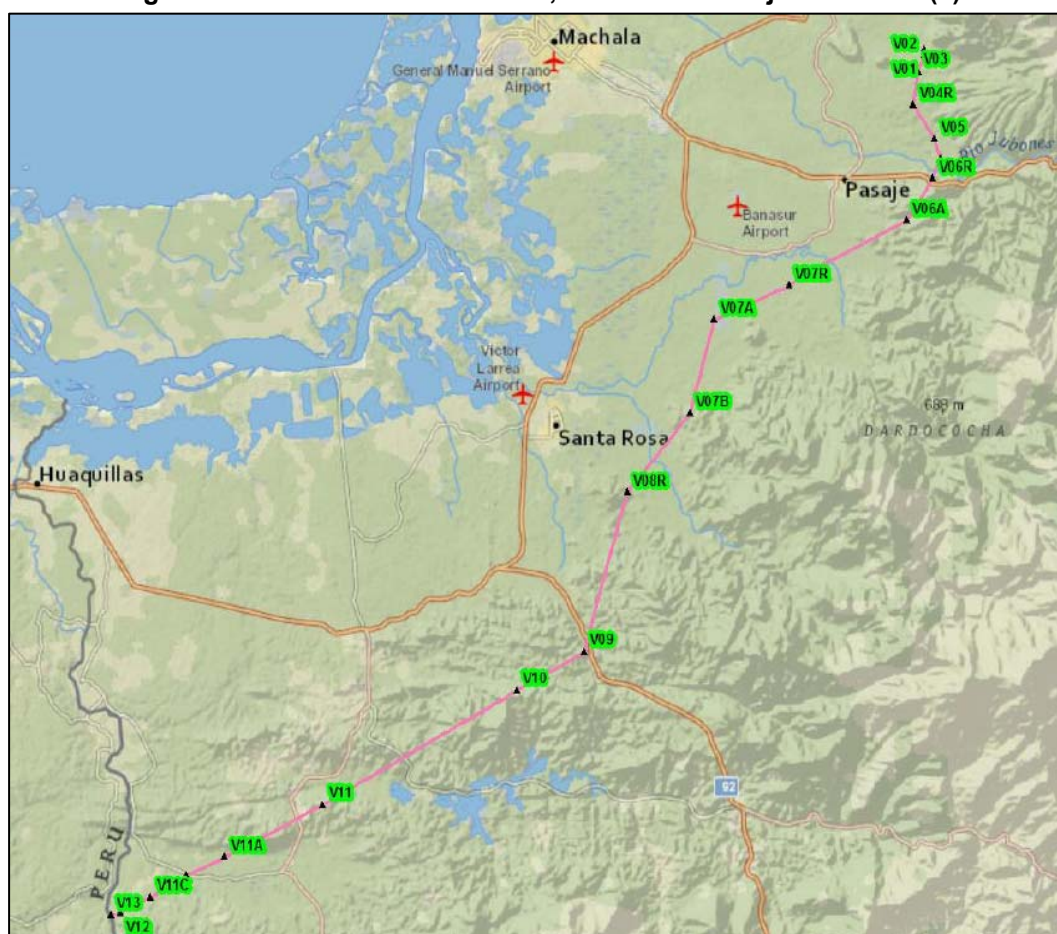 Machala
General Manuel Serrano
Airport
V02
V03
V01
V04R
V05
Rio Jubones
V06R
Pasaje
V06A
Banasur
Airport
V07R
V07A
Victor
Larrea
Airport
V07B
688 m
DARDOCOCHA
Santa Rosa
Huaquillas
V08R
V09
V10
92
V11
V11A
PERU
V11C
V13
V12